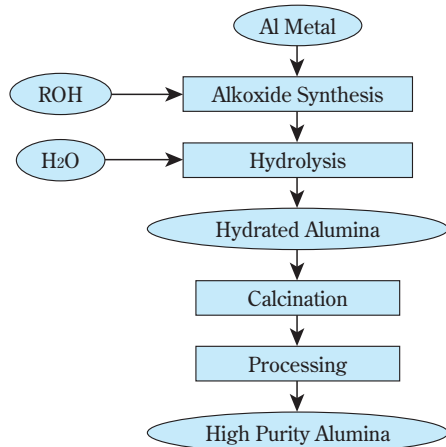 Al Metal
ROH
Alkoxide Synthesis
H₂O
Hydrolysis
Hydrated Alumina
Calcination
Processing
High Purity Alumina